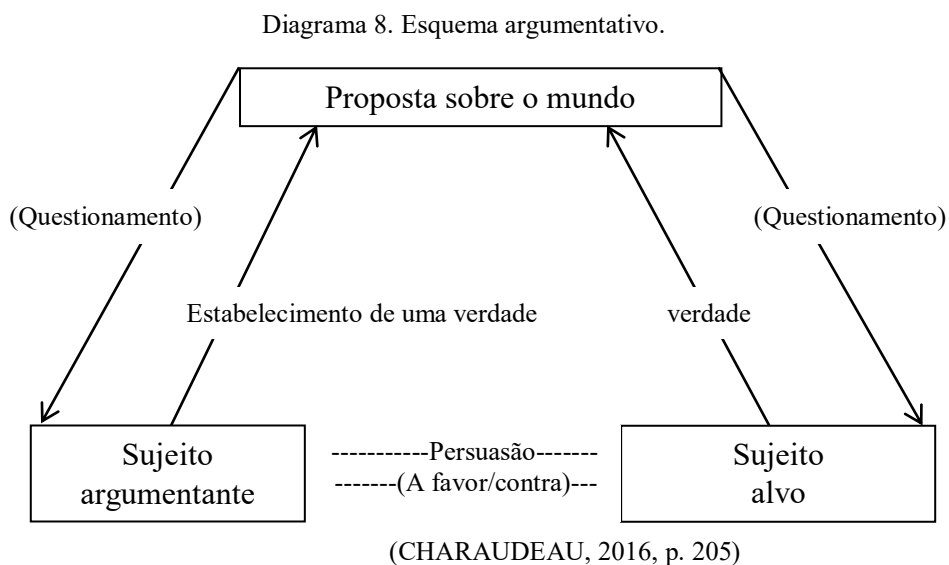 Diagrama 8. Esquema argumentativo.
Proposta sobre o mundo
(Questionamento)
(Questionamento)
Estabelecimento de uma verdade
verdade
Sujeito
argumentante
-----------Persuasão-------
-------(A favor/contra)---
Sujeito
alvo
(CHARAUDEAU, 2016, p. 205)